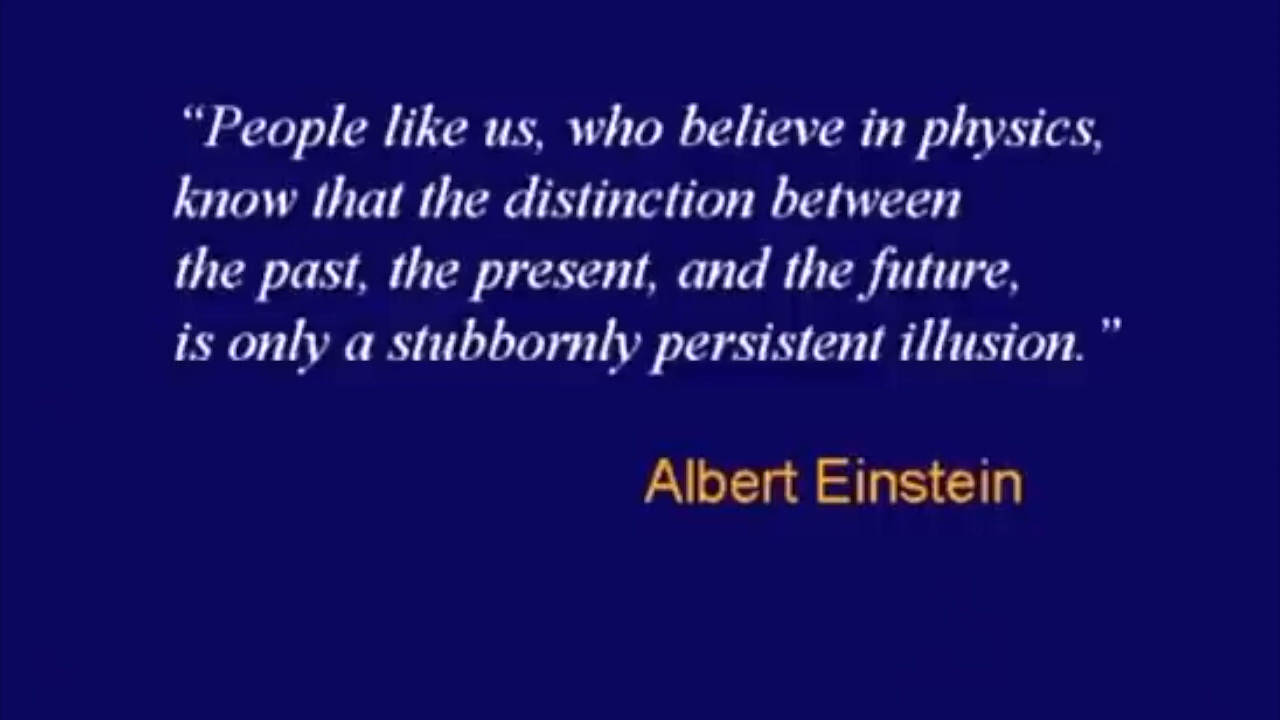 “People like us, who believe in physics,
know that the distinction between
the past, the present, and the future,
is only a stubbornly persistent illusion.”
Albert Einstein